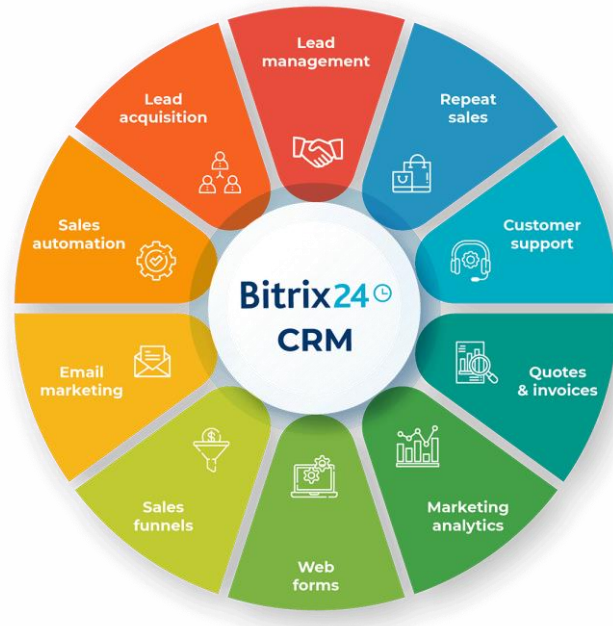 Lead
management
Repeat
sales
Customer
support
Quotes
& invoices
Marketing
analytics
Web
forms
Sales
funnels
Email
marketing
Sales
automation
Lead
acquisition
Bitrix24
CRM